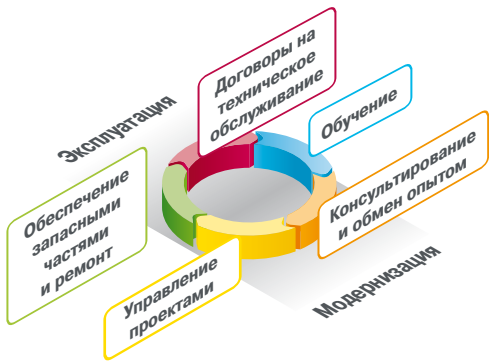 Договоры на
техническое
обслуживание
Эксплуатация
Обучение
Консультирование
и обмен опытом
Обеспечение
запасными
частями
и ремонт
Управление
проектами
Модернизация